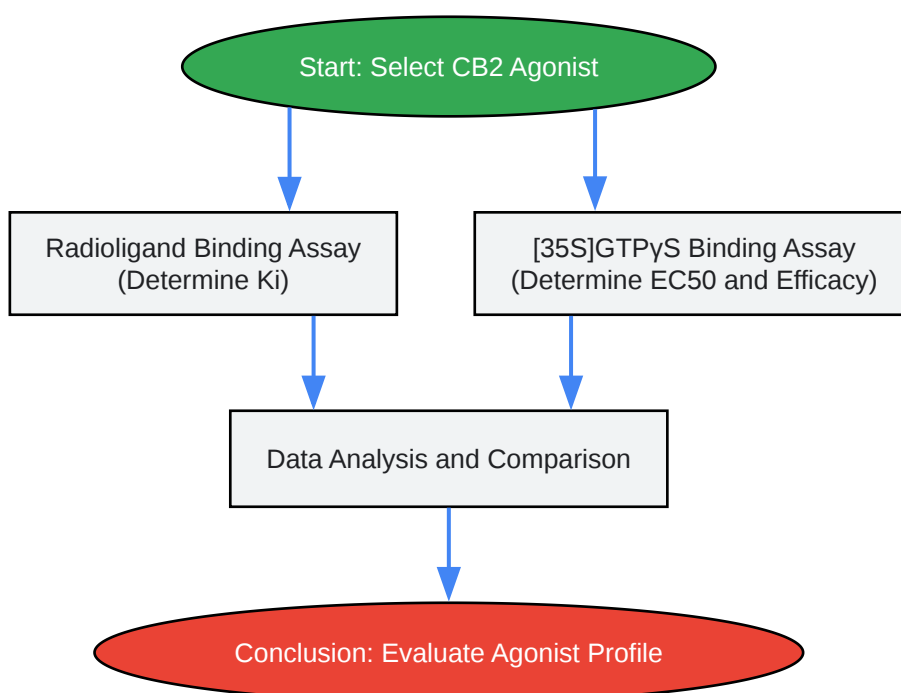 Start: Select CB2 Agonist
Radioligand Binding Assay
(Determine Ki)
[35S]GTPγS Binding Assay
(Determine EC50 and Efficacy)
Data Analysis and Comparison
Conclusion: Evaluate Agonist Profile